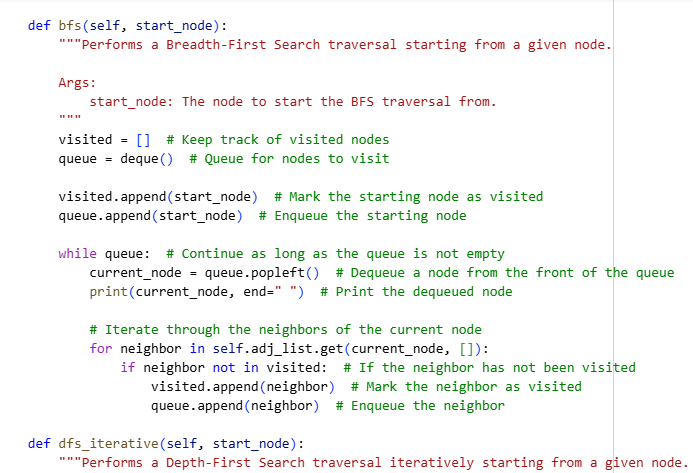 def bfs(self, start_node):
    """Performs a Breadth-First Search traversal starting from a given node.

    Args:
        start_node: The node to start the BFS traversal from.
    """
    visited = []  # Keep track of visited nodes
    queue = deque()  # Queue for nodes to visit

    visited.append(start_node)  # Mark the starting node as visited
    queue.append(start_node)  # Enqueue the starting node

    while queue:  # Continue as long as the queue is not empty
        current_node = queue.popleft()  # Dequeue a node from the front of the queue
        print(current_node, end=" ")  # Print the dequeued node

        # Iterate through the neighbors of the current node
        for neighbor in self.adj_list.get(current_node, []):
            if neighbor not in visited:  # If the neighbor has not been visited
                visited.append(neighbor)  # Mark the neighbor as visited
                queue.append(neighbor)  # Enqueue the neighbor

def dfs_iterative(self, start_node):
    """Performs a Depth-First Search traversal iteratively starting from a given node.